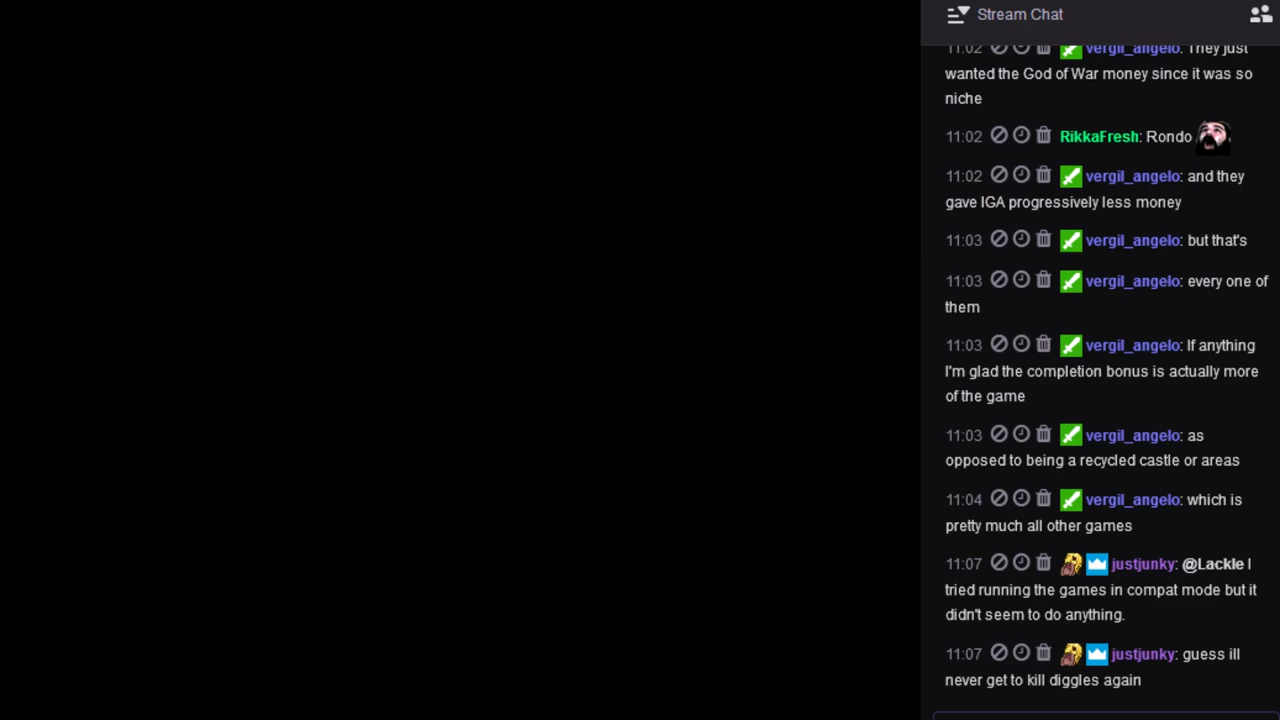 Stream Chat
11:02 vergil_angelo: They just
wanted the God of War money since it was so
niche
11:02 RikkaFresh: Rondo
11:02 vergil_angelo: and they
gave IGA progressively less money
11:03 vergil_angelo: but that's
11:03 vergil_angelo: every one of
them
11:03 vergil_angelo: If anything
I'm glad the completion bonus is actually more
of the game
11:03 vergil_angelo: as
opposed to being a recycled castle or areas
11:04 vergil_angelo: which is
pretty much all other games
11:07 justjunky: @Lackle I
tried running the games in compat mode but it
didn't seem to do anything.
11:07 justjunky: guess ill
never get to kill diggles again